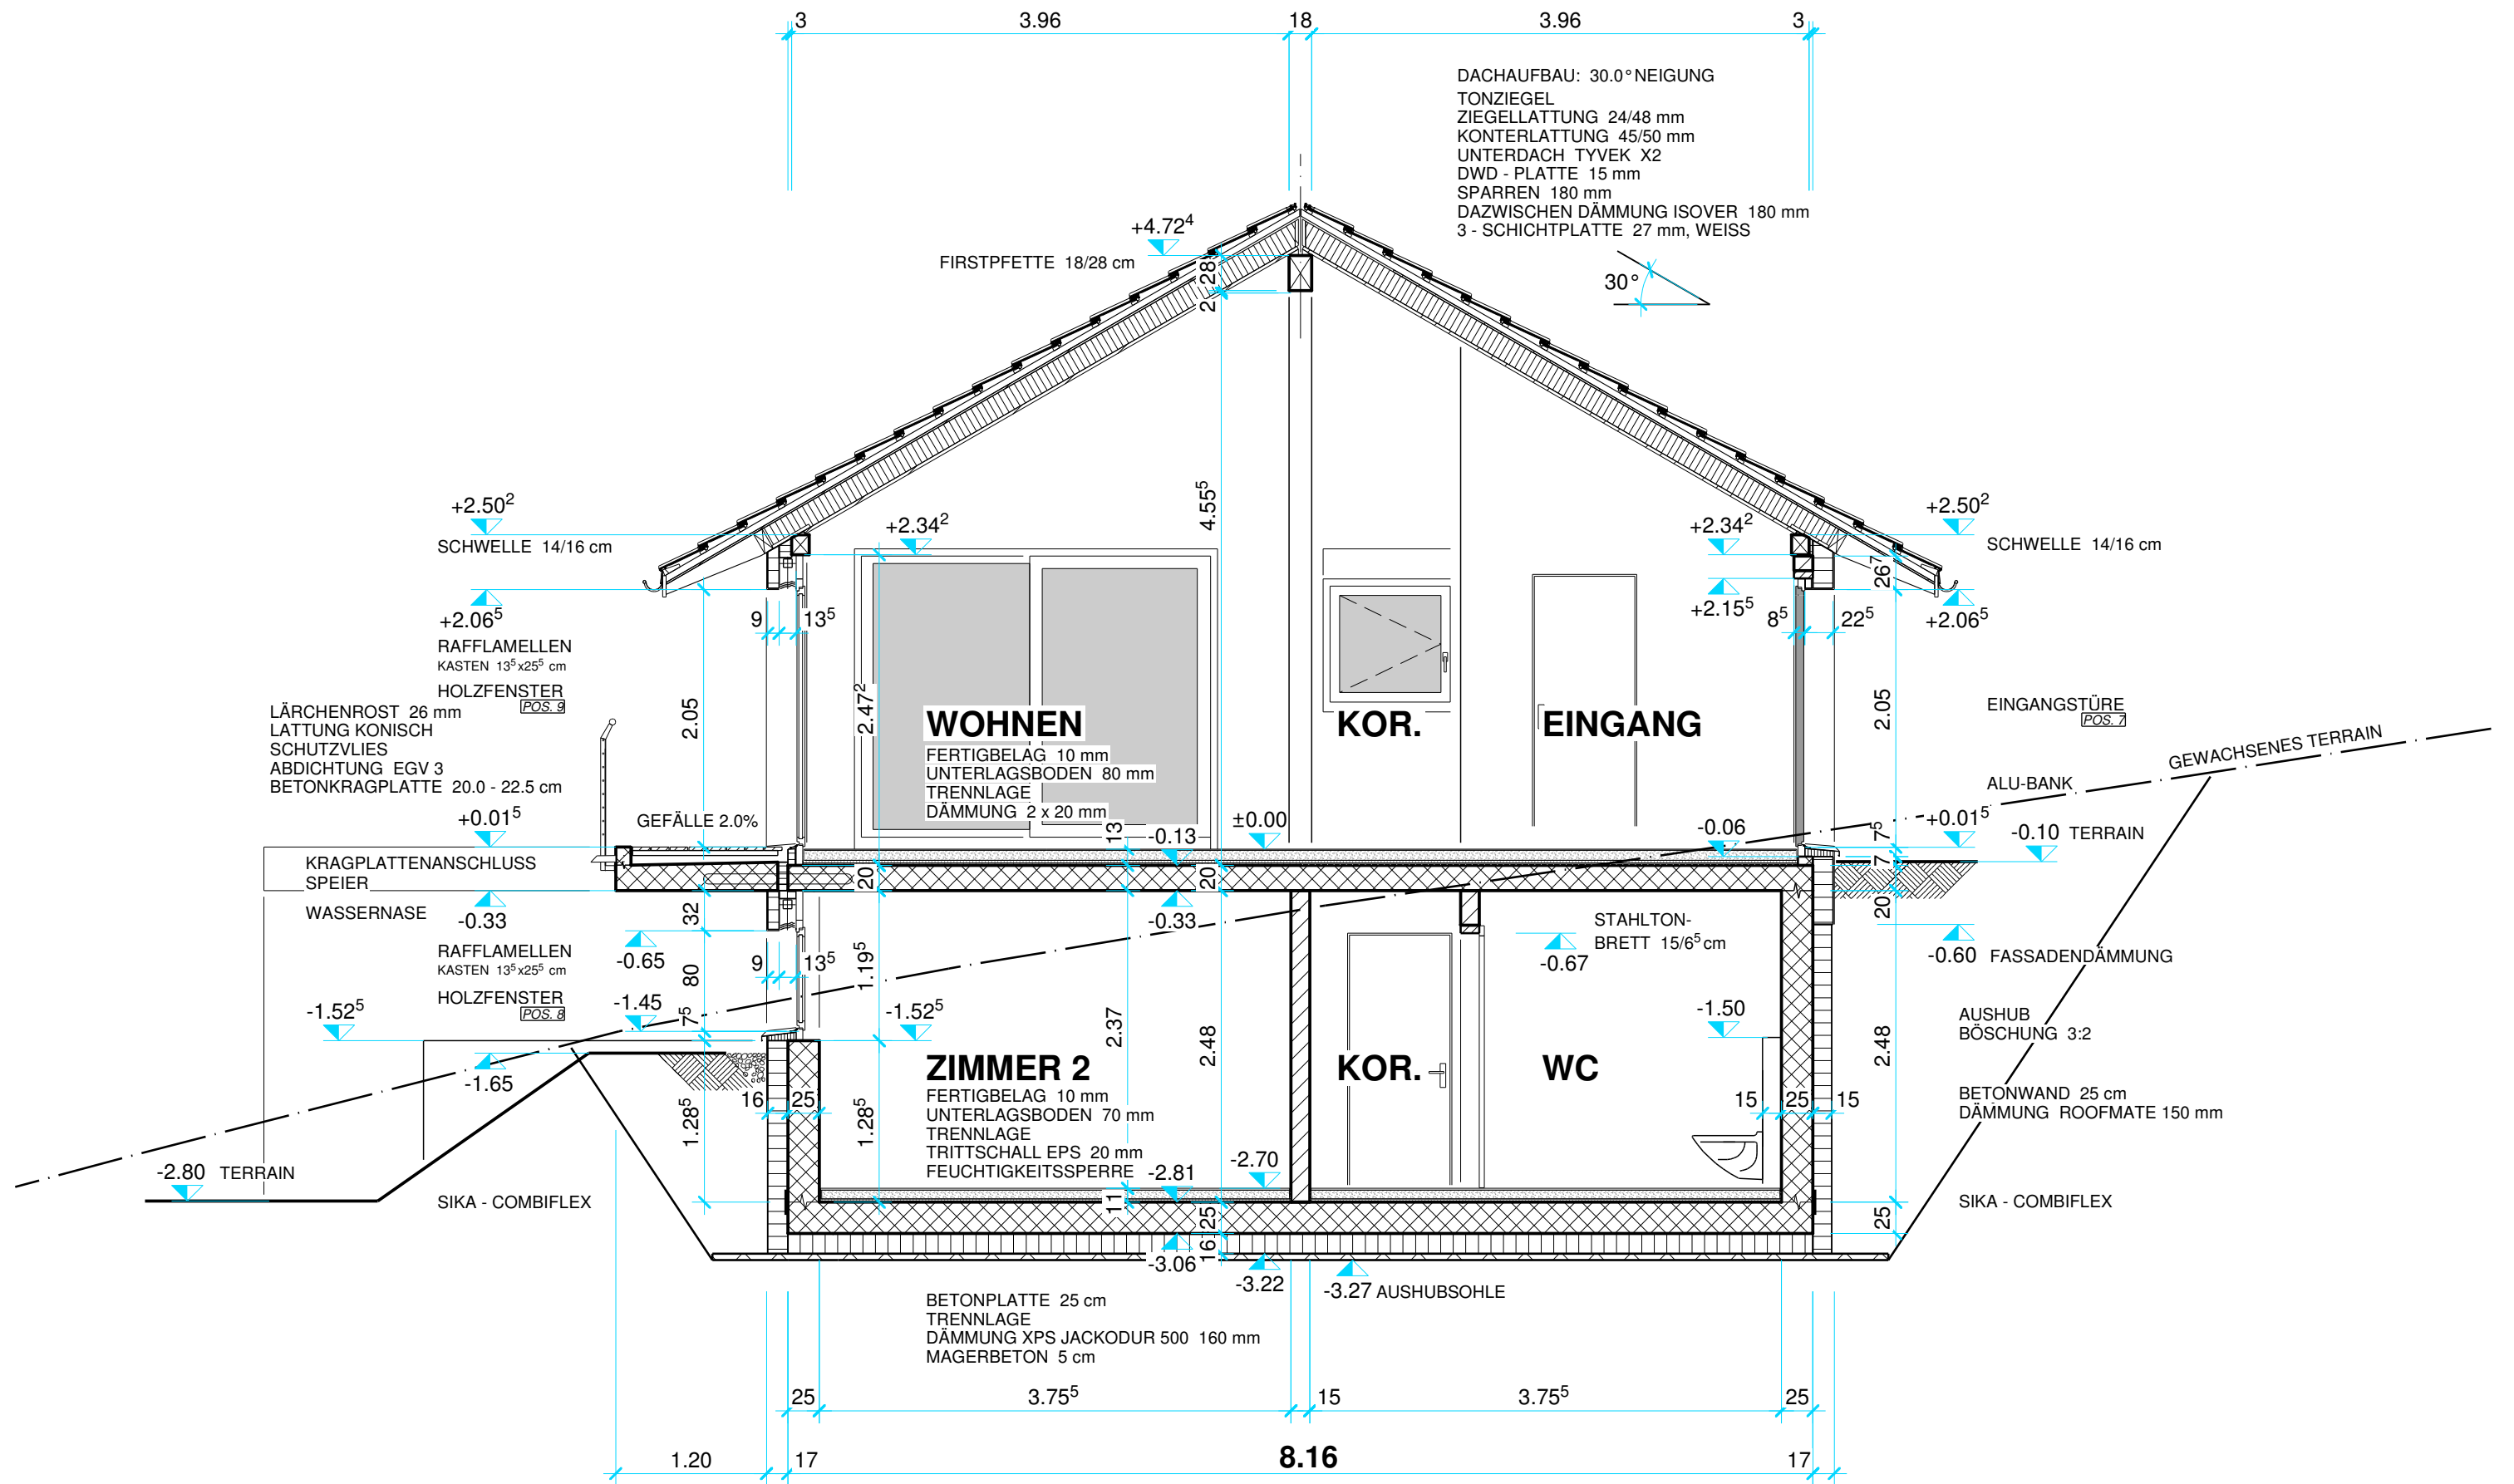 3 3.96 18 3.96 3
DACHAUFBAU: 30.0° NEIGUNG
TONZIEGEL
ZIEGELLATTUNG 24/48 mm
KONTERLATTUNG 45/50 mm
UNTERDACH TYVEK X2
DWD - PLATTE 15 mm
SPARREN 180 mm
DAZWISCHEN DÄMMUNG ISOVER 180 mm
3 - SCHICHTPLATTE 27 mm, WEISS
30°
+4.72⁴
FIRSTPFETTE 18/28 cm
28
2
4.55⁵
+2.50²
SCHWELLE 14/16 cm
+2.34²
+2.34²
+2.50²
SCHWELLE 14/16 cm
26⁷
+2.06⁵
+2.15⁵
+2.06⁵
9 13⁵
8⁵ 22⁵
RAFFLAMELLEN
KASTEN 13⁵x25⁵ cm
HOLZFENSTER
POS. 9
LÄRCHENROST 26 mm
LATTUNG KONISCH
SCHUTZVLIES
ABDICHTUNG EGV 3
BETONKRAGPLATTE 20.0 - 22.5 cm
2.05
2.47²
WOHNEN
FERTIGBELAG 10 mm
UNTERLAGSBODEN 80 mm
TRENNLAGE
DÄMMUNG 2 x 20 mm
KOR.
EINGANG
2.05
EINGANGSTÜRE
POS. 7
GEWACHSENES TERRAIN
ALU-BANK
+0.01⁵
GEFÄLLE 2.0%
13
-0.13
±0.00
-0.06
7⁵
+0.01⁵
-0.10 TERRAIN
7
KRAGPLATTENANSCHLUSS
SPEIER
WASSERNASE
-0.33
20
20
20
-0.33
32
-0.65
STAHLTON-
BRETT 15/6⁵ cm
-0.67
-0.60 FASSADENDÄMMUNG
RAFFLAMELLEN
KASTEN 13⁵x25⁵ cm
HOLZFENSTER
POS. 8
80
9 13⁵
1.19⁵
-1.52⁵
-1.45
7⁵
-1.52⁵
2.37
2.48
-1.50
2.48
AUSHUB
BÖSCHUNG 3:2
-1.65
ZIMMER 2
FERTIGBELAG 10 mm
UNTERLAGSBODEN 70 mm
TRENNLAGE
TRITTSCHALL EPS 20 mm
FEUCHTIGKEITSSPERRE
KOR.
WC
16 25
1.28⁵
1.28⁵
15 25 15
BETONWAND 25 cm
DÄMMUNG ROOFMATE 150 mm
-2.80 TERRAIN
-2.81
-2.70
SIKA - COMBIFLEX
SIKA - COMBIFLEX
11
25
25
-3.06
16
-3.22
-3.27 AUSHUBSOHLE
BETONPLATTE 25 cm
TRENNLAGE
DÄMMUNG XPS JACKODUR 500 160 mm
MAGERBETON 5 cm
25 3.75⁵ 15 3.75⁵ 25
1.20 17 8.16 17